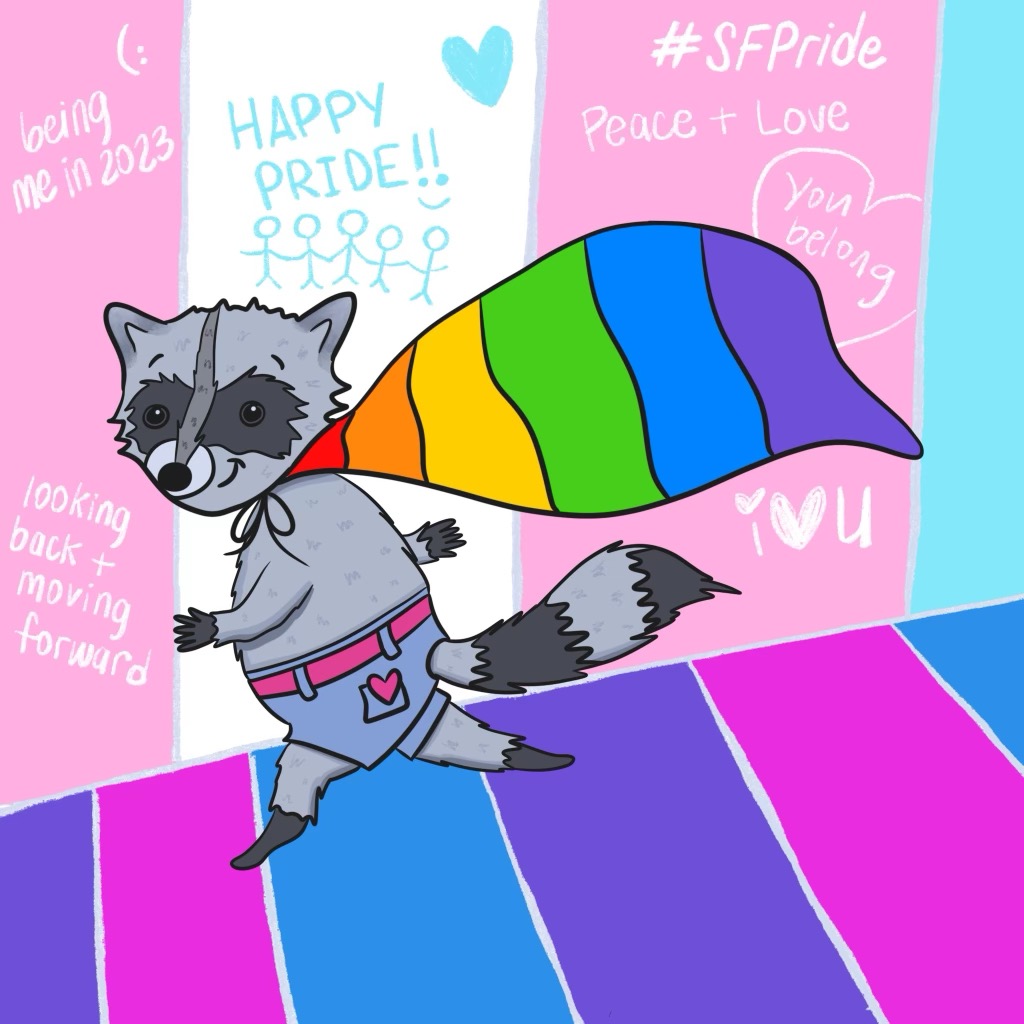 (:
being
me in 2023
HAPPY
PRIDE!!
#SFPride
Peace + Love
You
belong
looking
back +
moving
forward
i♡u